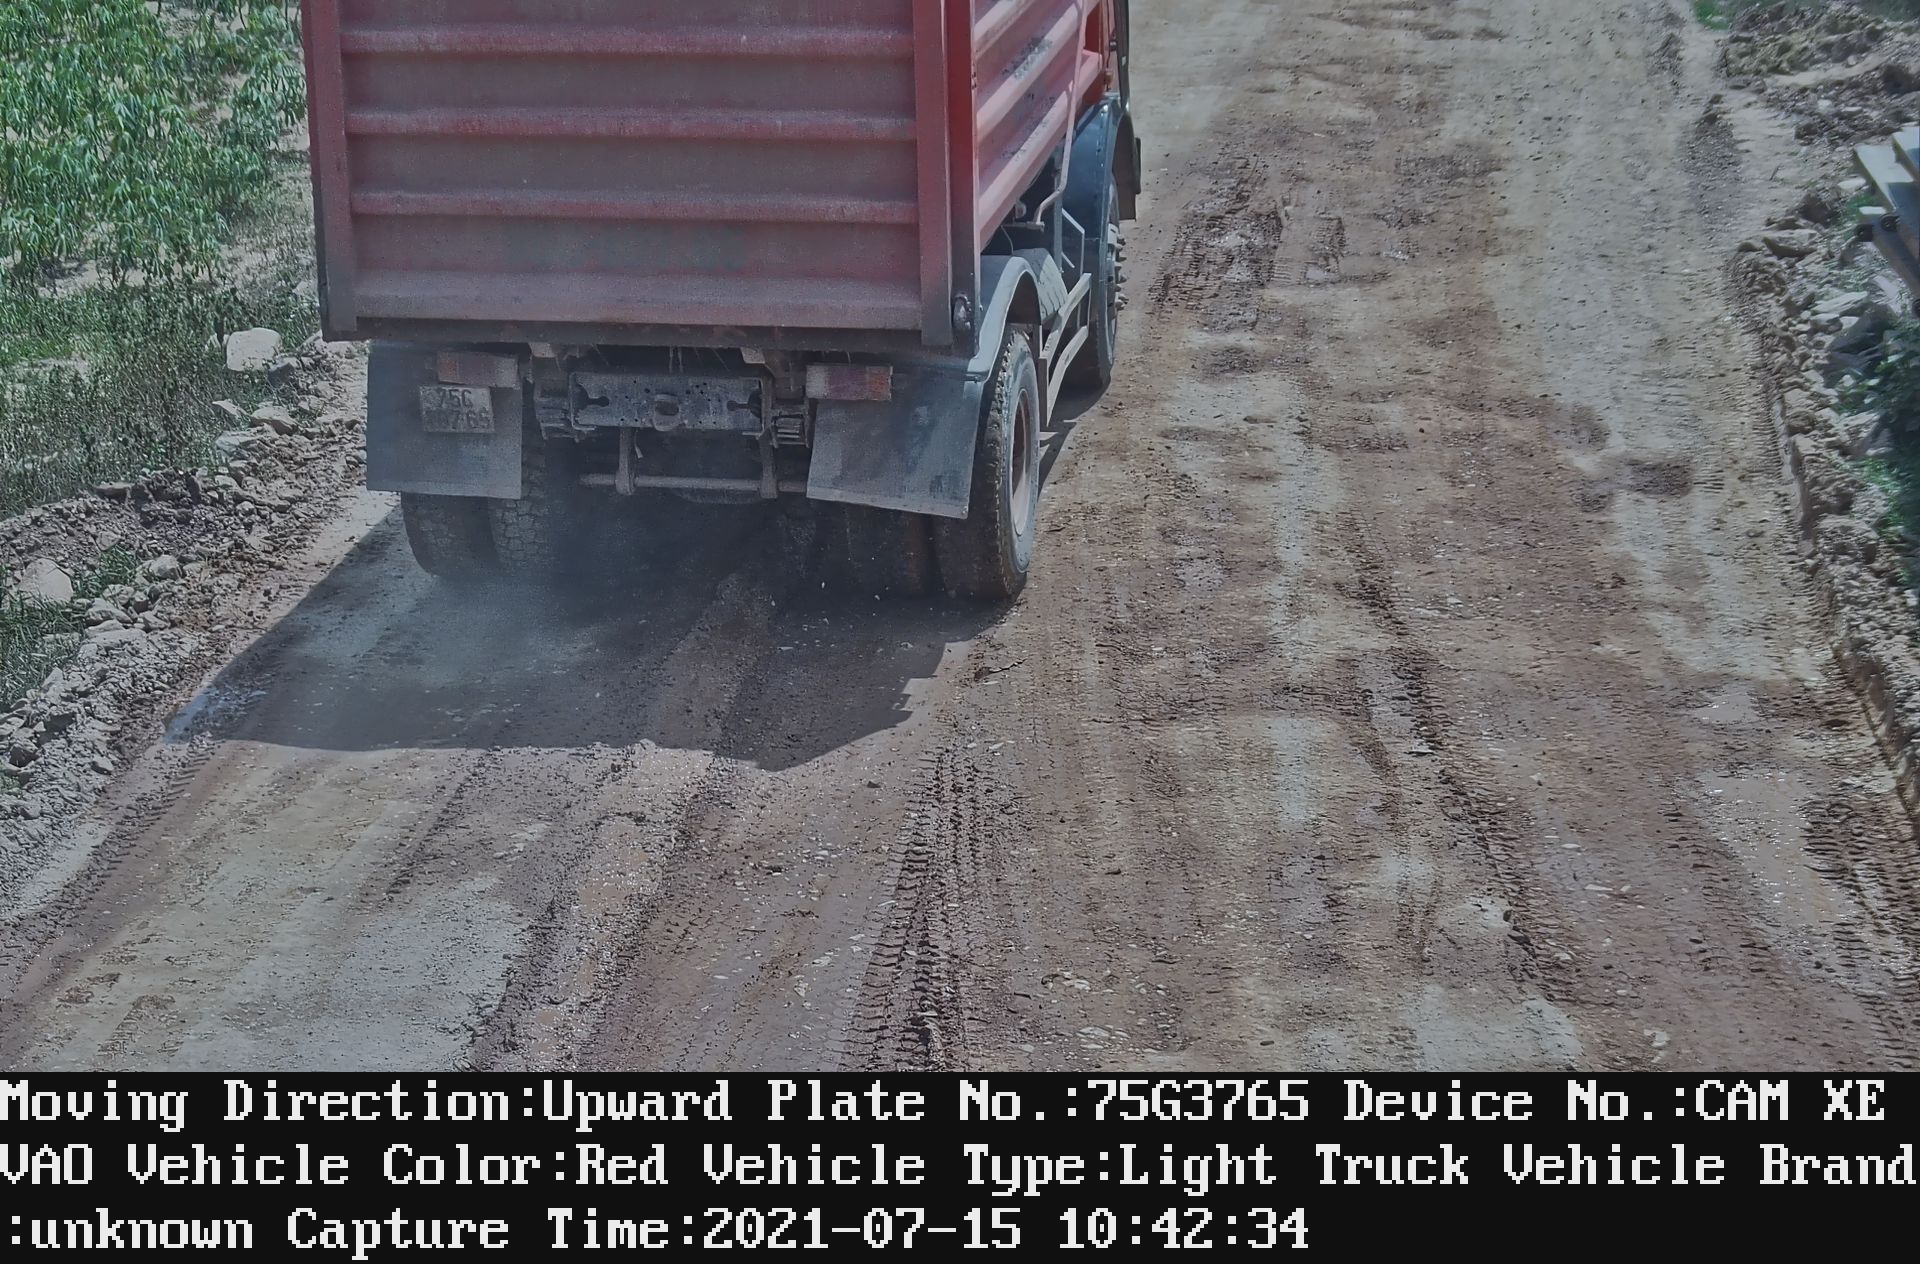 75C
Moving Direction:Upward Plate No.:75G3765 Device No.:CAM XE
VAO Vehicle Color:Red Vehicle Type:Light Truck Vehicle Brand
:unknown Capture Time:2021-07-15 10:42:34